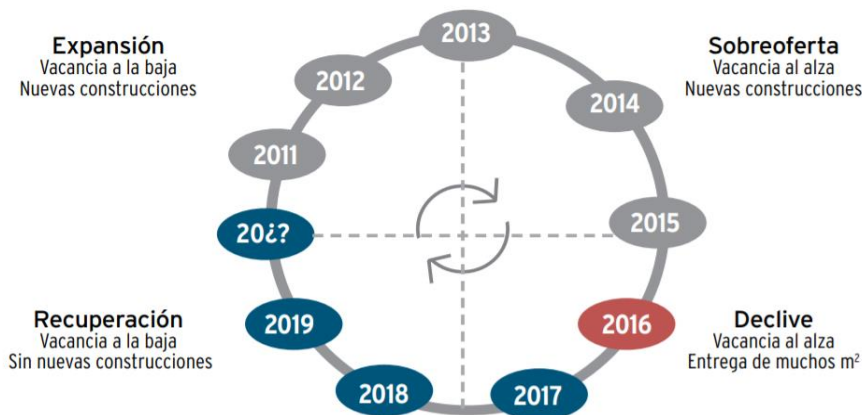 2013
Expansión
Vacancia a la baja
Nuevas construcciones
Sobreoferta
Vacancia al alza
Nuevas construcciones
2012
2014
2011
2015
20¿?
2019
2016
Recuperación
Vacancia a la baja
Sin nuevas construcciones
Declive
Vacancia al alza
Entrega de muchos m²
2018
2017